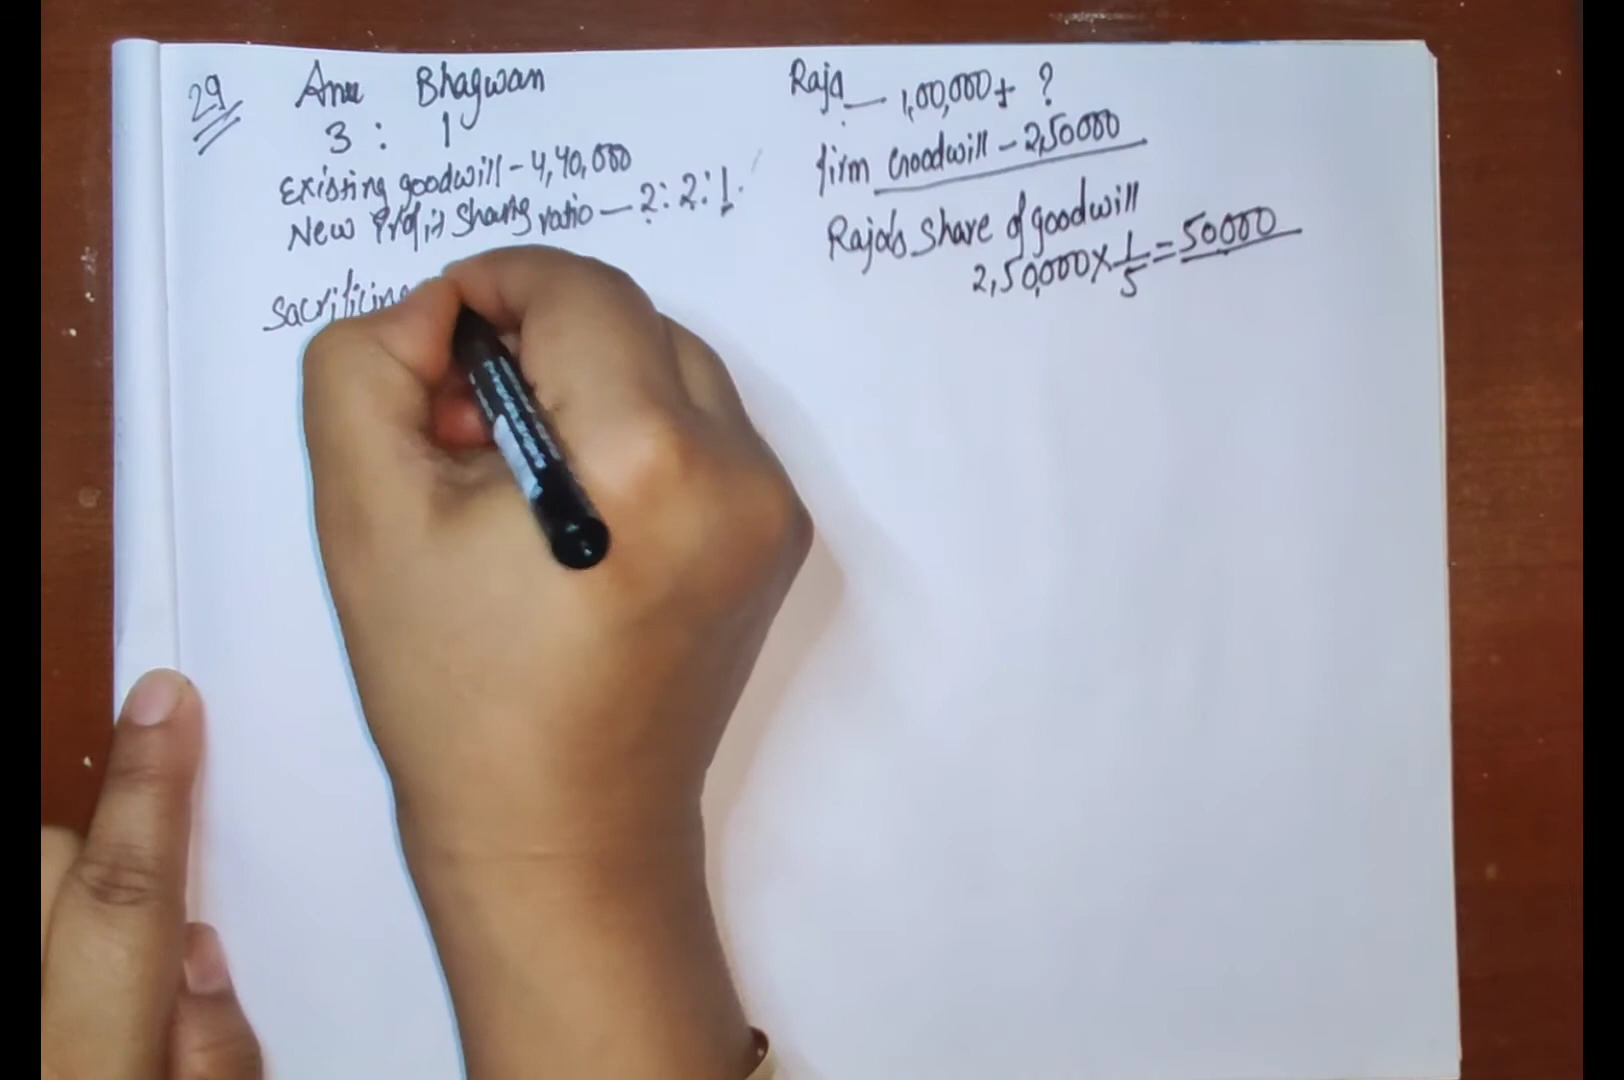 29 Anu Bhagwan
3 : 1
Existing goodwill - 4,40,000
New Profit Sharing ratio - 2:2:1.
Sacrificing
Raja - 1,00,000 + ?
firm Goodwill - 2,50000
Raja's Share of goodwill
2,50,000 × 1/5 = 50000